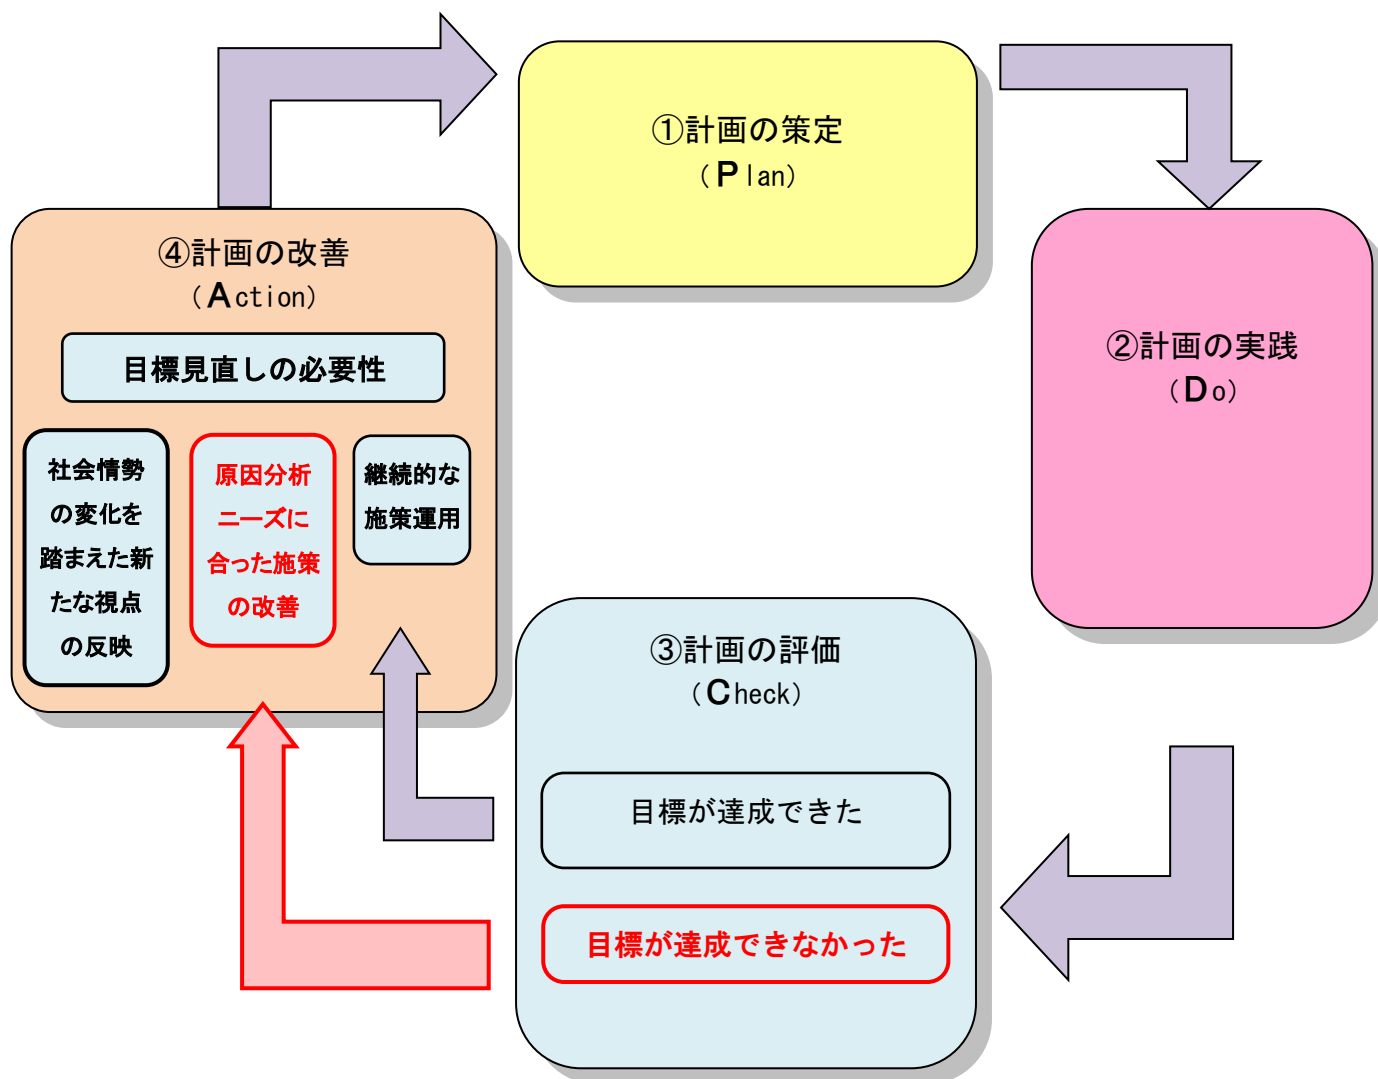 ①計画の策定
（Plan）
②計画の実践
（Do）
③計画の評価
（Check）
目標が達成できた
目標が達成できなかった
④計画の改善
（Action）
目標見直しの必要性
社会情勢
の変化を
踏まえた新
たな視点
の反映
原因分析
ニーズに
合った施策
の改善
継続的な
施策運用